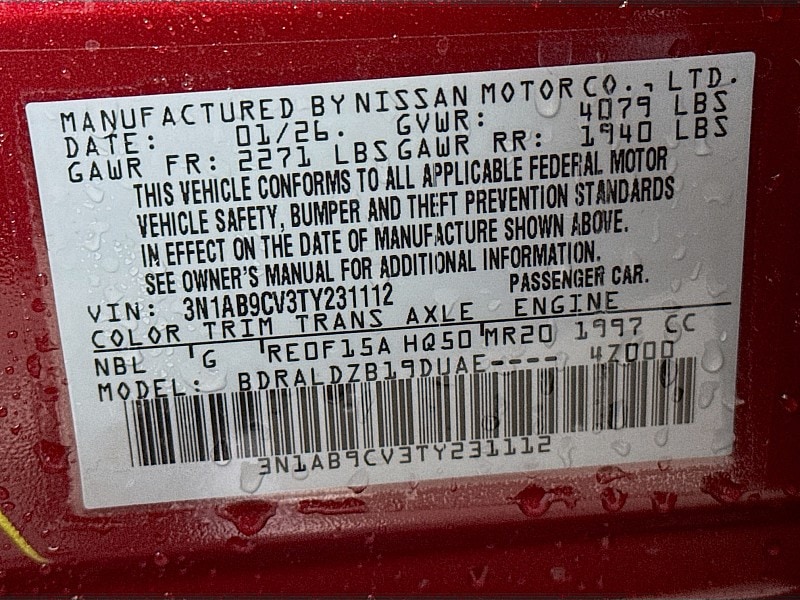 MANUFACTURED BY NISSAN MOTOR CO., LTD.
DATE: 01/26. GVWR: 4079 LBS
GAWR FR: 2271 LBS GAWR RR: 1940 LBS
THIS VEHICLE CONFORMS TO ALL APPLICABLE FEDERAL MOTOR
VEHICLE SAFETY, BUMPER AND THEFT PREVENTION STANDARDS
IN EFFECT ON THE DATE OF MANUFACTURE SHOWN ABOVE.
SEE OWNER'S MANUAL FOR ADDITIONAL INFORMATION.
VIN: 3N1AB9CV3TY231112 PASSENGER CAR.
COLOR TRIM TRANS AXLE ENGINE
NBL G RE0F15A HQ50 MR20 1997 CC
MODEL: BDRALDZB19DUAE---- 4Z000
3N1AB9CV3TY231112